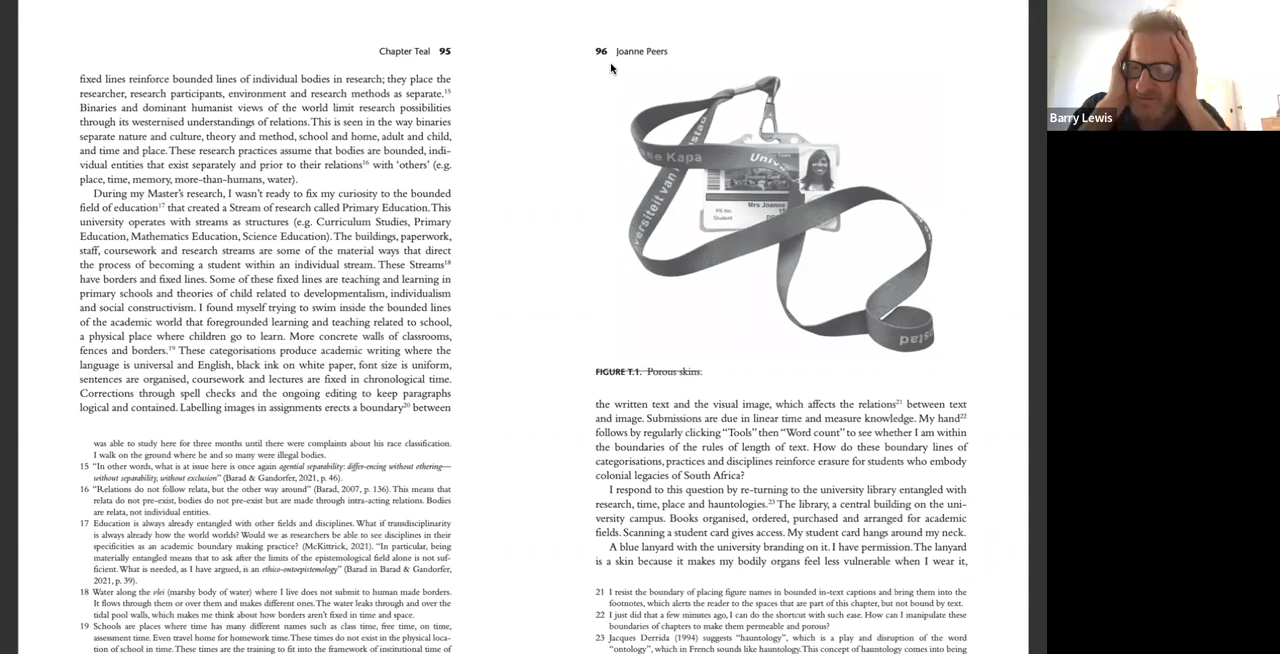 Chapter Teal 95
fixed lines reinforce bounded lines of individual bodies in research; they place the
researcher, research participants, environment and research methods as separate.15
Binaries and dominant humanist views of the world limit research possibilities
through its westernised understandings of relations. This is seen in the way binaries
separate nature and culture, theory and method, school and home, adult and child,
and time and place. These research practices assume that bodies are bounded, indi-
vidual entities that exist separately and prior to their relations16 with 'others' (e.g.
place, time, memory, more-than-humans, water).
During my Master's research, I wasn't ready to fix my curiosity to the bounded
field of education17 that created a Stream of research called Primary Education. This
university operates with streams as structures (e.g. Curriculum Studies, Primary
Education, Mathematics Education, Science Education). The buildings, paperwork,
staff, coursework and research streams are some of the material ways that direct
the process of becoming a student within an individual stream. These Streams18
have borders and fixed lines. Some of these fixed lines are teaching and learning in
primary schools and theories of child related to developmentalism, individualism
and social constructivism. I found myself trying to swim inside the bounded lines
of the academic world that foregrounded learning and teaching related to school,
a physical place where children go to learn. More concrete walls of classrooms,
fences and borders.19 These categorisations produce academic writing where the
language is universal and English, black ink on white paper, font size is uniform,
sentences are organised, coursework and lectures are fixed in chronological time.
Corrections through spell checks and the ongoing editing to keep paragraphs
logical and contained. Labelling images in assignments erects a boundary20 between
was able to study here for three months until there were complaints about his race classification.
I walk on the ground where he and so many were illegal bodies.
15 "In other words, what is at issue here is once again agential separability: differ-encing without othering—
without separability, without exclusion" (Barad & Gandorfer, 2021, p. 46).
16 "Relations do not follow relata, but the other way around" (Barad, 2007, p. 136). This means that
relata do not pre-exist, bodies do not pre-exist but are made through intra-acting relations. Bodies
are relata, not individual entities.
17 Education is always already entangled with other fields and disciplines. What if transdisciplinarity
is always already how the world worlds? Would we as researchers be able to see disciplines in their
specificities as an academic boundary making practice? (McKittrick, 2021). "In particular, being
materially entangled means that to ask after the limits of the epistemological field alone is not suf-
ficient. What is needed, as I have argued, is an ethico-ontoepistemology" (Barad in Barad & Gandorfer,
2021, p. 39).
18 Water along the vlei (marshy body of water) where I live does not submit to human made borders.
It flows through them or over them and makes different ones. The water leaks through and over the
tidal pool walls, which makes me think about how borders aren't fixed in time and space.
19 Schools are places where time has many different names such as class time, free time, on time,
assessment time. Even travel home for homework time. These times do not exist in the physical loca-
tion of school in time. These times are the training to fit into the framework of institutional time of
96 Joanne Peers
Kapa
Mrs Joanne
Student
FIGURE T.1. Porous skins.
the written text and the visual image, which affects the relations21 between text
and image. Submissions are due in linear time and measure knowledge. My hand22
follows by regularly clicking "Tools" then "Word count" to see whether I am within
the boundaries of the rules of length of text. How do these boundary lines of
categorisations, practices and disciplines reinforce erasure for students who embody
colonial legacies of South Africa?
I respond to this question by re-turning to the university library entangled with
research, time, place and hauntologies.23 The library, a central building on the uni-
versity campus. Books organised, ordered, purchased and arranged for academic
fields. Scanning a student card gives access. My student card hangs around my neck.
A blue lanyard with the university branding on it. I have permission. The lanyard
is a skin because it makes my bodily organs feel less vulnerable when I wear it,
21 I resist the boundary of placing figure names in bounded in-text captions and bring them into the
footnotes, which alerts the reader to the spaces that are part of this chapter, but not bound by text.
22 I just did that a few minutes ago, I can do the shortcut with such ease. How can I manipulate these
boundaries of chapters to make them permeable and porous?
23 Jacques Derrida (1994) suggests "hauntology", which is a play and disruption of the word
"ontology", which in French sounds like hauntology. This concept of hauntology comes into being
Barry Lewis